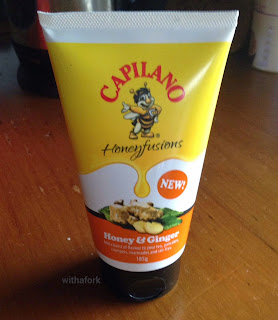 CAPILANO
Honeyfusions
NEW!
Honey & Ginger
withafork